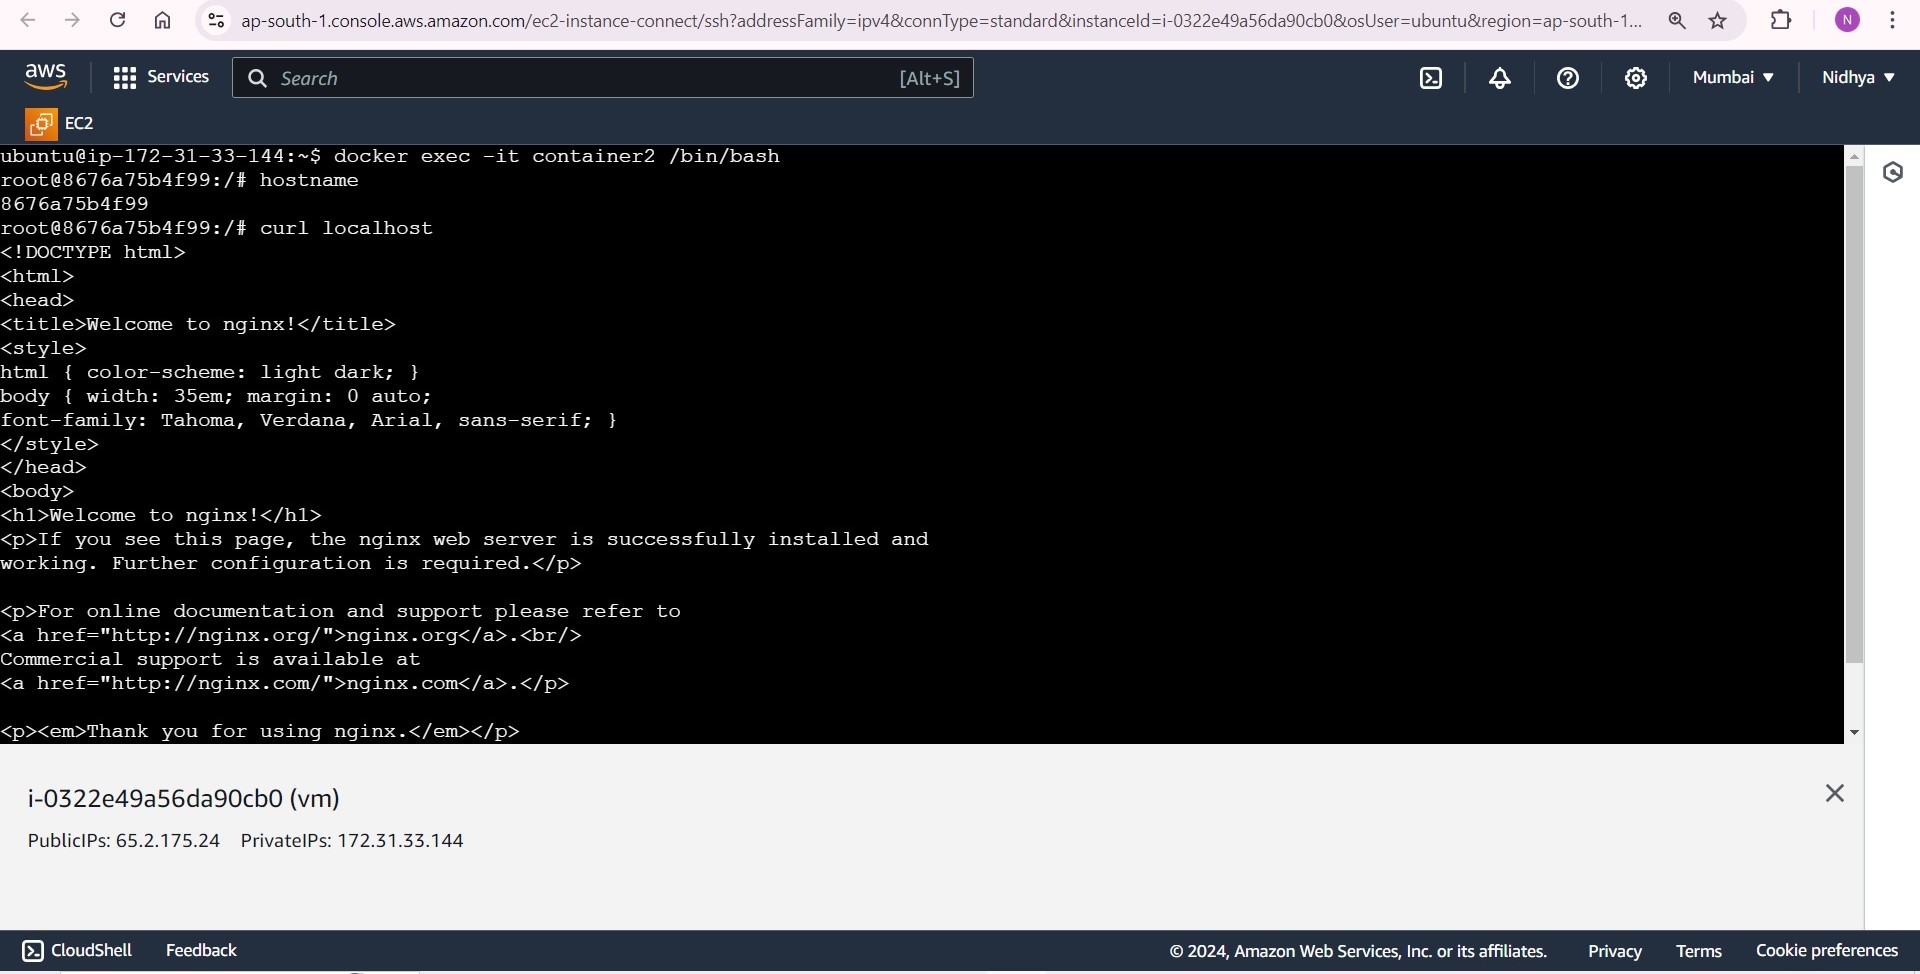 ap-south-1.console.aws.amazon.com/ec2-instance-connect/ssh?addressFamily=ipv4&connType=standard&instanceId=i-0322e49a56da90cb0&osUser=ubuntu&region=ap-south-1...
N
aws
Services
Search
[Alt+S]
Mumbai
Nidhya
EC2
ubuntu@ip-172-31-33-144:~$ docker exec -it container2 /bin/bash
root@8676a75b4f99:/# hostname
8676a75b4f99
root@8676a75b4f99:/# curl localhost
<!DOCTYPE html>
<html>
<head>
<title>Welcome to nginx!</title>
<style>
html { color-scheme: light dark; }
body { width: 35em; margin: 0 auto;
font-family: Tahoma, Verdana, Arial, sans-serif; }
</style>
</head>
<body>
<h1>Welcome to nginx!</h1>
<p>If you see this page, the nginx web server is successfully installed and
working. Further configuration is required.</p>
<p>For online documentation and support please refer to
<a href="http://nginx.org/">nginx.org</a>.<br/>
Commercial support is available at
<a href="http://nginx.com/">nginx.com</a>.</p>
<p><em>Thank you for using nginx.</em></p>
i-0322e49a56da90cb0 (vm)
PublicIPs: 65.2.175.24 PrivateIPs: 172.31.33.144
CloudShell
Feedback
© 2024, Amazon Web Services, Inc. or its affiliates.
Privacy
Terms
Cookie preferences